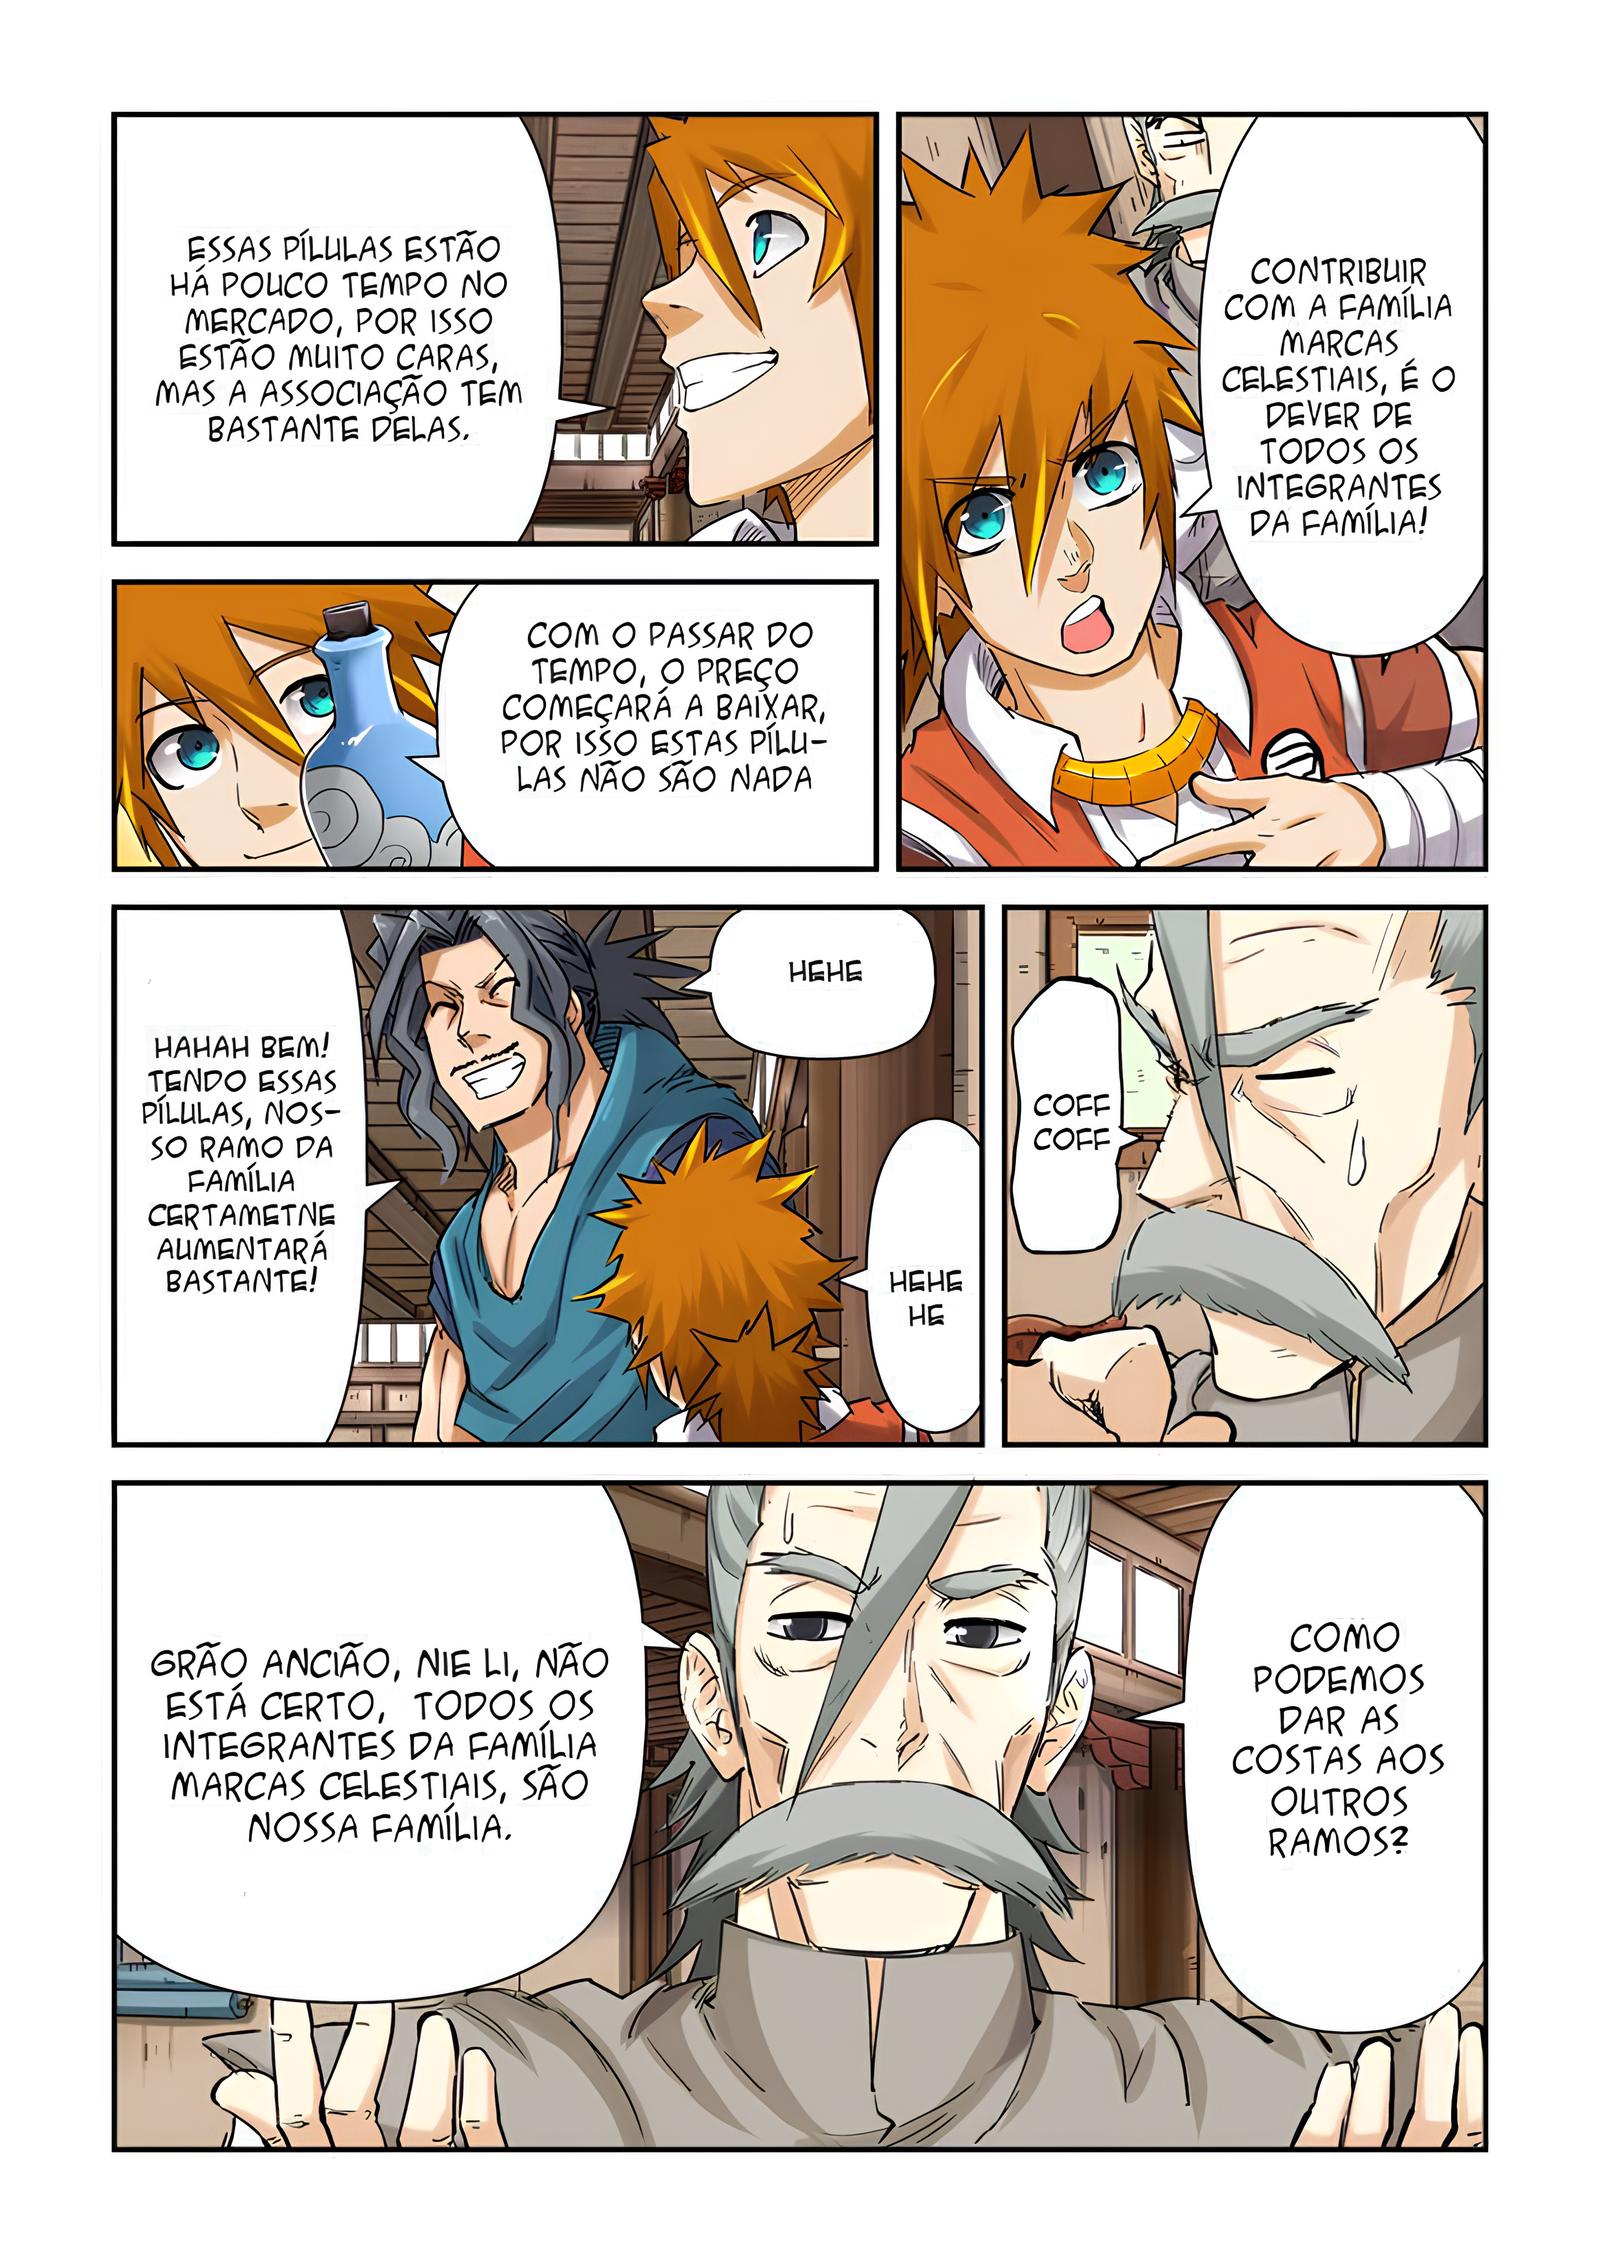 ESSAS PÍLULAS ESTÃO
HÁ POUCO TEMPO NO
MERCADO, POR ISSO
ESTÃO MUITO CARAS,
MAS A ASSOCIAÇÃO TEM
BASTANTE DELAS.
COM O PASSAR DO
TEMPO, O PREÇO
COMEÇARÁ A BAIXAR,
POR ISSO ESTAS PÍLU-
LAS NÃO SÃO NADA
CONTRIBUIR
COM A FAMÍLIA
MARCAS
CELESTIAIS, É O
DEVER DE
TODOS OS
INTEGRANTES
DA FAMÍLIA!
HAHAH BEM!
TENDO ESSAS
PÍLULAS, NOS-
SO RAMO DA
FAMÍLIA
CERTAMETNE
AUMENTARÁ
BASTANTE!
HEHE
HEHE
HE
COFF
COFF
GRÃO ANCIÃO, NIE LI, NÃO
ESTÁ CERTO, TODOS OS
INTEGRANTES DA FAMÍLIA
MARCAS CELESTIAIS, SÃO
NOSSA FAMÍLIA.
COMO
PODEMOS
DAR AS
COSTAS AOS
OUTROS
RAMOS?